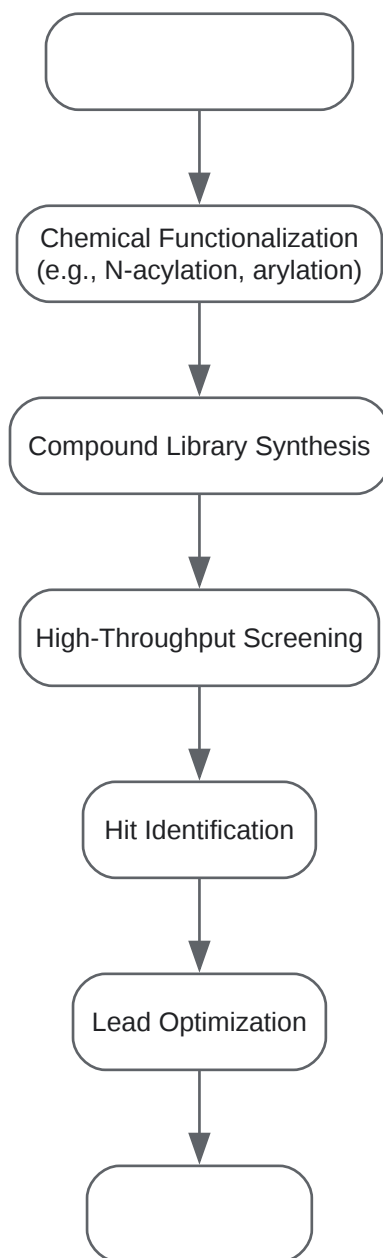 Chemical Functionalization
(e.g., N-acylation, arylation)
Compound Library Synthesis
High-Throughput Screening
Hit Identification
Lead Optimization